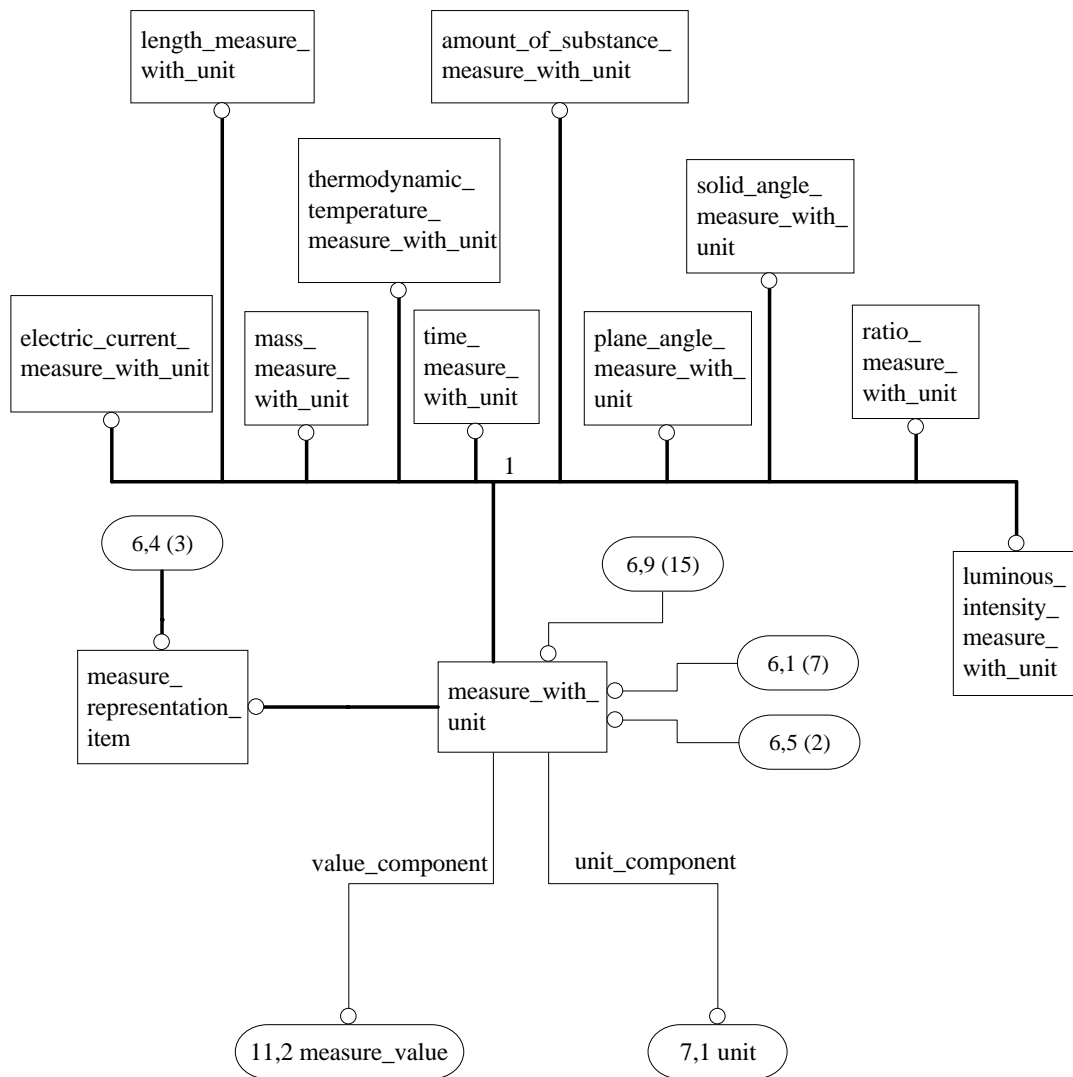 length_measure_
with_unit
amount_of_substance_
measure_with_unit
thermodynamic_
temperature_
measure_with_unit
solid_angle_
measure_with_
unit
electric_current_
measure_with_unit
mass_
measure_
with_unit
time_
measure_
with_unit
plane_angle_
measure_with_
unit
ratio_
measure_
with_unit
1
6,4 (3)
6,9 (15)
luminous_
intensity_
measure_
with_unit
measure_
representation_
item
measure_with_
unit
6,1 (7)
6,5 (2)
value_component
unit_component
11,2 measure_value
7,1 unit